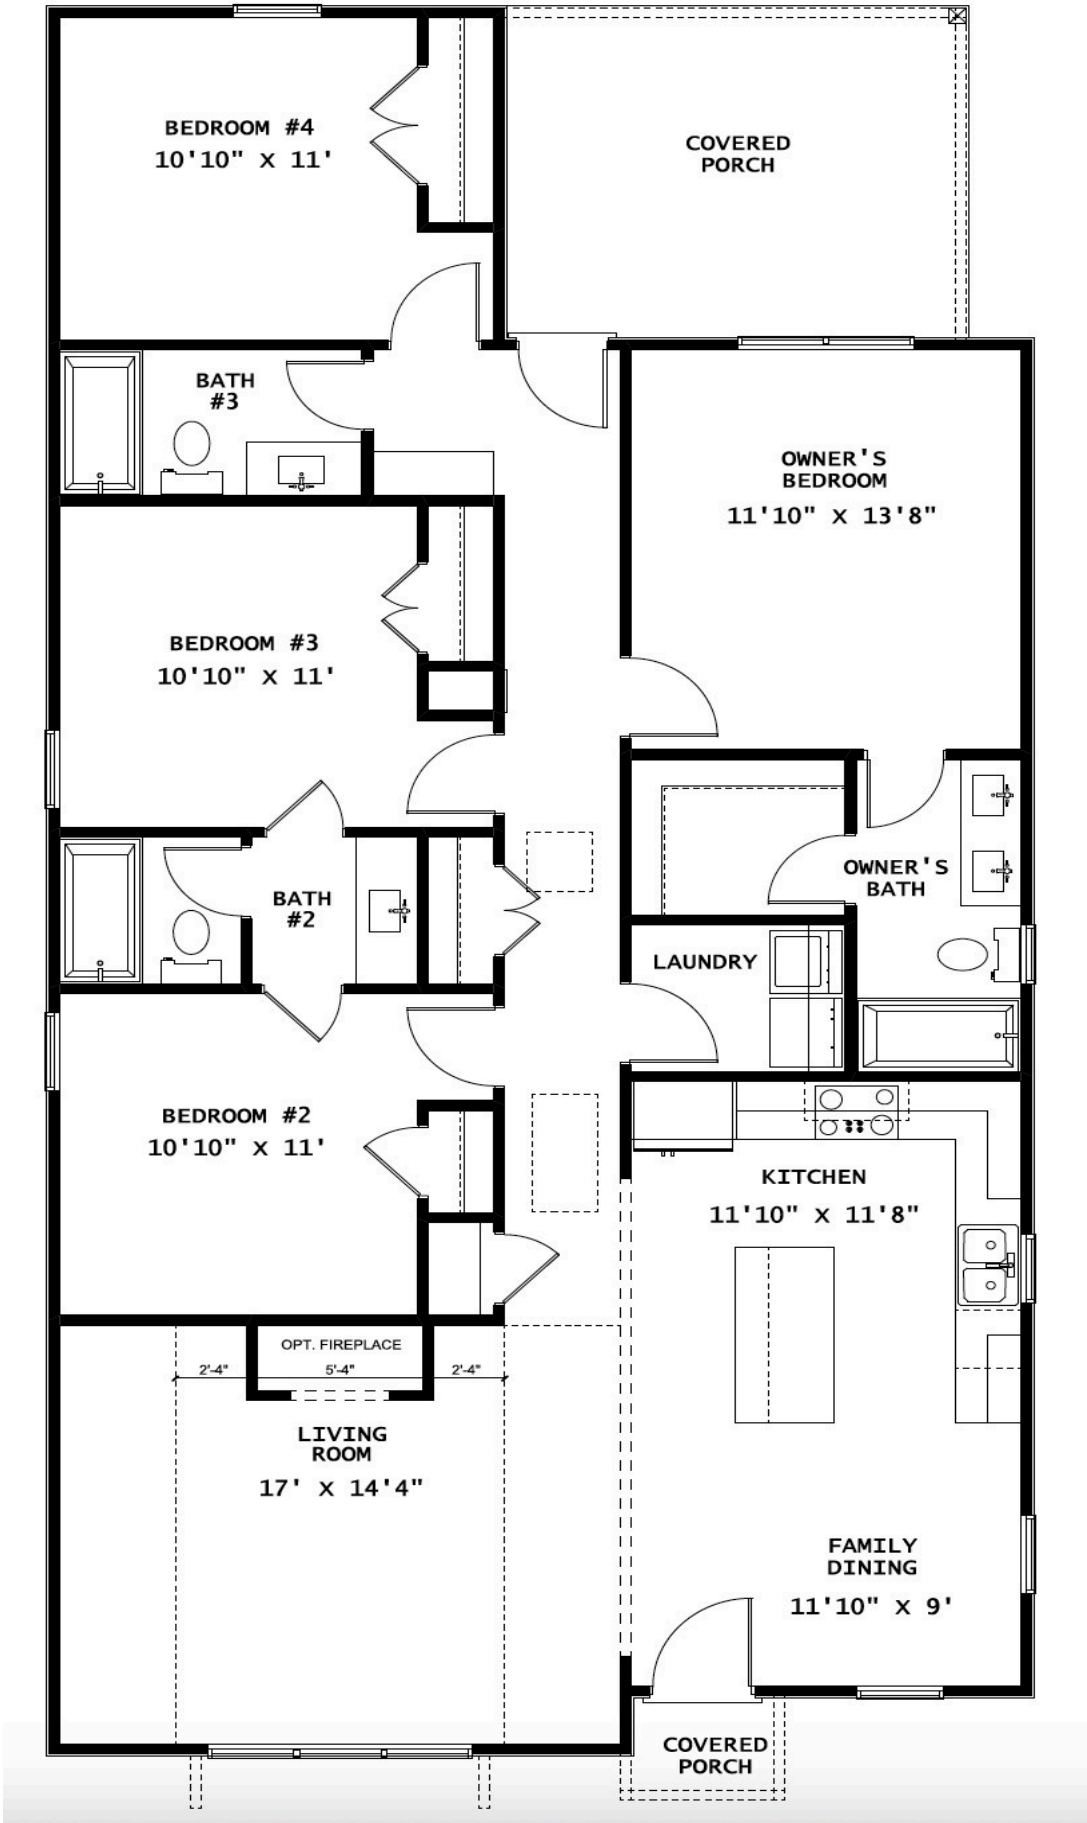 BEDROOM #4
10'10" X 11'
COVERED
PORCH
BATH
#3
OWNER'S
BEDROOM
11'10" X 13'8"
BEDROOM #3
10'10" X 11'
OWNER'S
BATH
BATH
#2
LAUNDRY
BEDROOM #2
10'10" X 11'
KITCHEN
11'10" X 11'8"
OPT. FIREPLACE
2'-4" 5'-4" 2'-4"
LIVING
ROOM
17' X 14'4"
FAMILY
DINING
11'10" X 9'
COVERED
PORCH